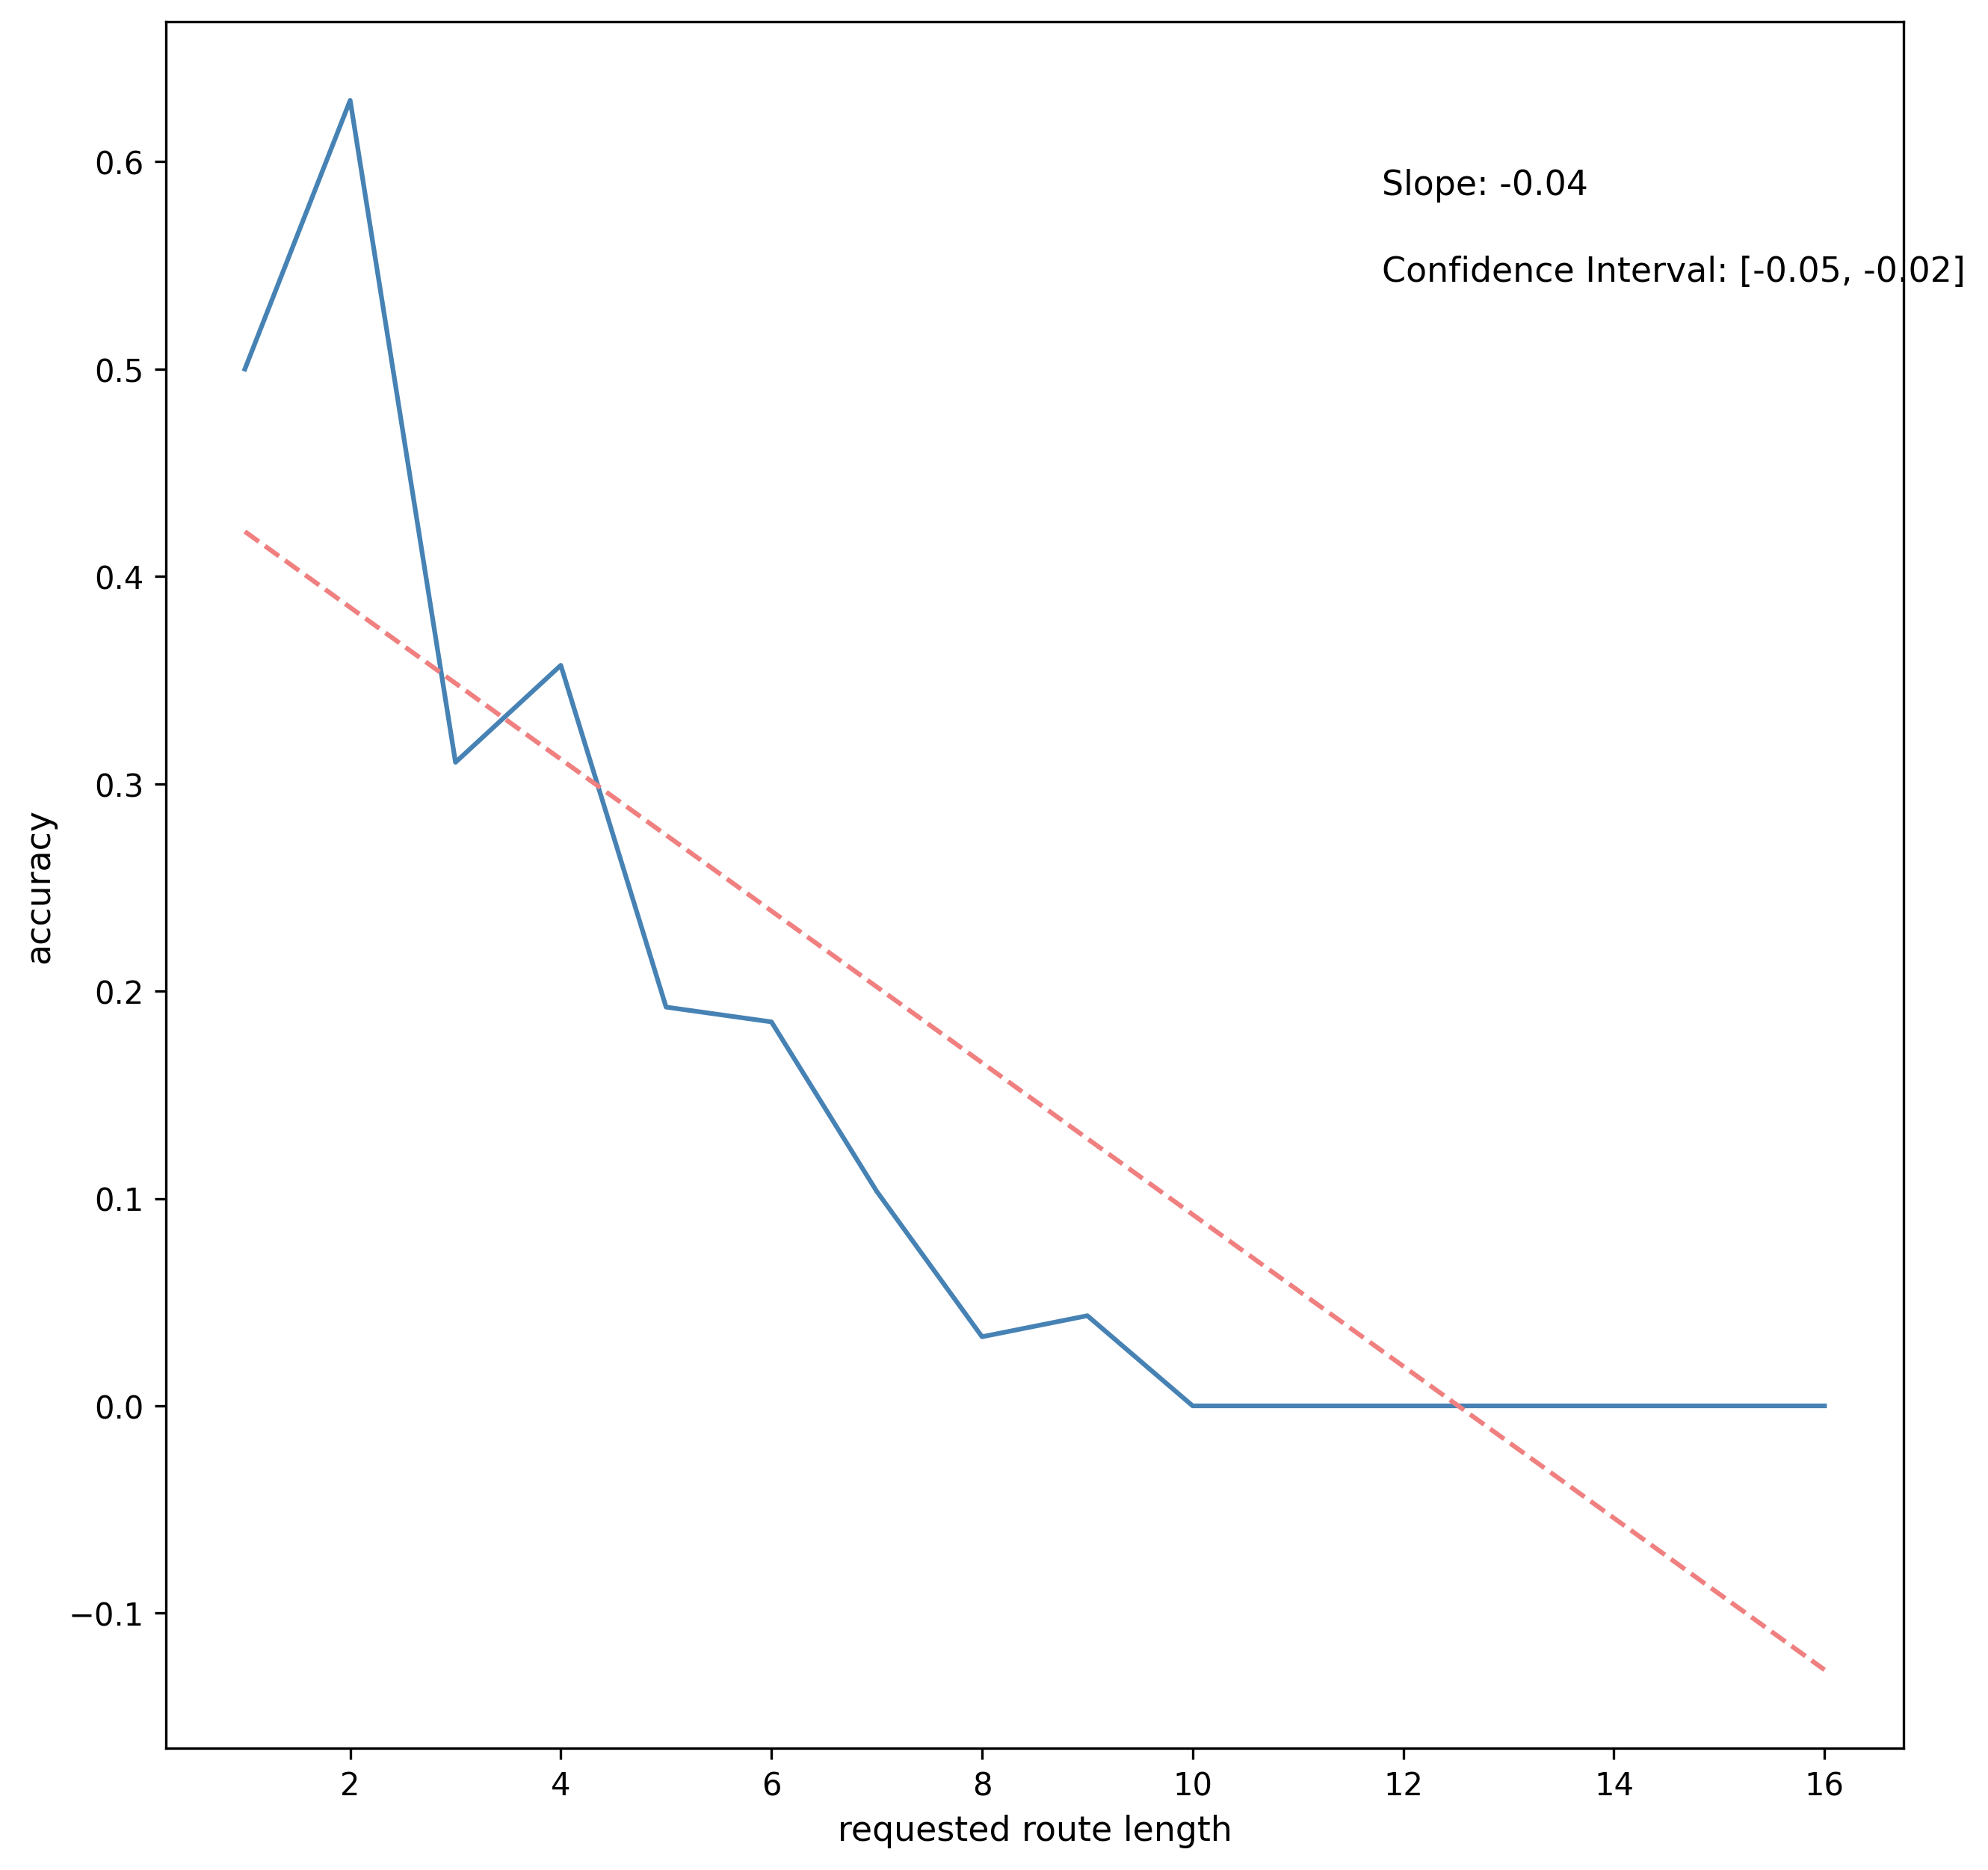 Slope: -0.04
Confidence Interval: [-0.05, -0.02]
0.6
0.5
0.4
0.3
0.2
0.1
0.0
−0.1
accuracy
2 4 6 8 10 12 14 16
requested route length